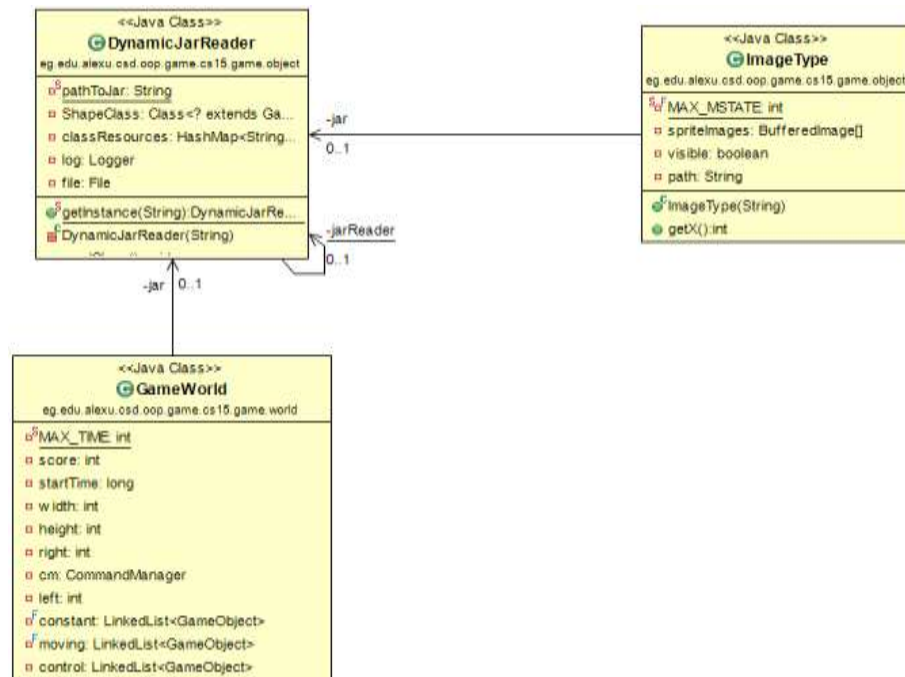 <<Java Class>>
DynamicJarReader
eg.edu.alexu.csd.oop.game.cs15.game.object
pathToJar: String
ShapeClass: Class<? extends Ga...
classResources: HashMap<String...
log: Logger
file: File
getInstance(String):DynamicJarRe...
DynamicJarReader(String)
-jar
0..1
-jarReader
0..1
<<Java Class>>
ImageType
eg.edu.alexu.csd.oop.game.cs15.game.object
MAX_MSTATE: int
spriteImages: BufferedImage[]
visible: boolean
path: String
ImageType(String)
getX():int
-jar 0..1
<<Java Class>>
GameWorld
eg.edu.alexu.csd.oop.game.cs15.game.world
MAX_TIME: int
score: int
startTime: long
width: int
height: int
right: int
cm: CommandManager
left: int
constant: LinkedList<GameObject>
moving: LinkedList<GameObject>
control: LinkedList<GameObject>